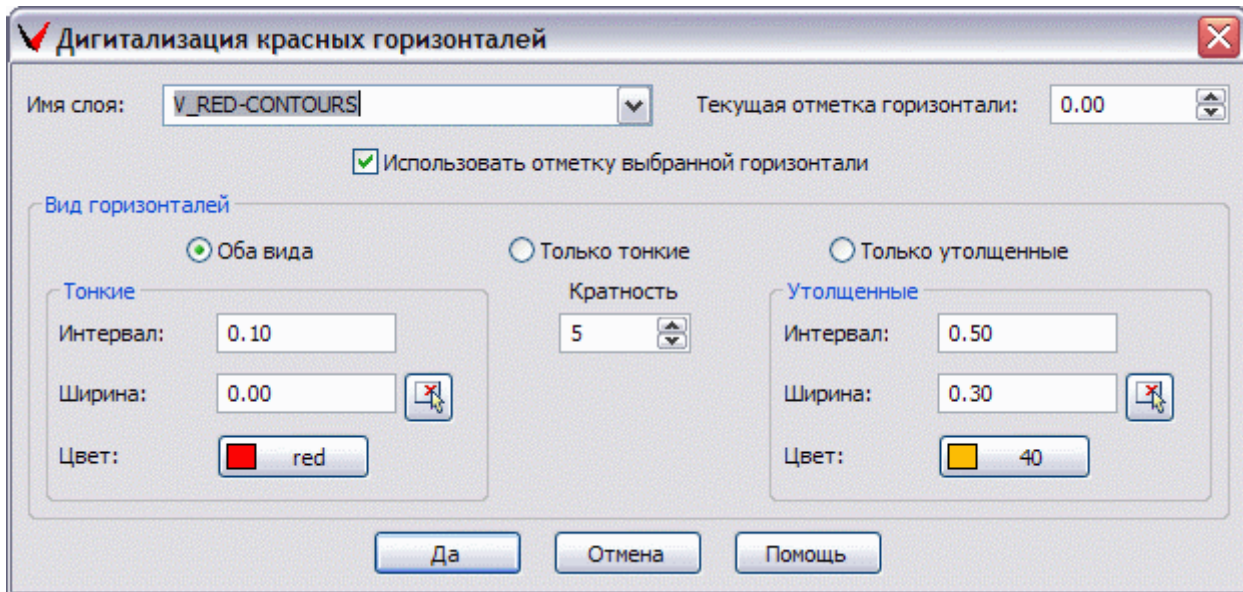 Дигитализация красных горизонталей
Имя слоя: V_RED-CONTOURS Текущая отметка горизонтали: 0.00
Использовать отметку выбранной горизонтали
Вид горизонталей
Оба вида Только тонкие Только утолщенные
Тонкие Кратность Утолщенные
Интервал: 0.10 5 Интервал: 0.50
Ширина: 0.00 Ширина: 0.30
Цвет: red Цвет: 40
Да Отмена Помощь